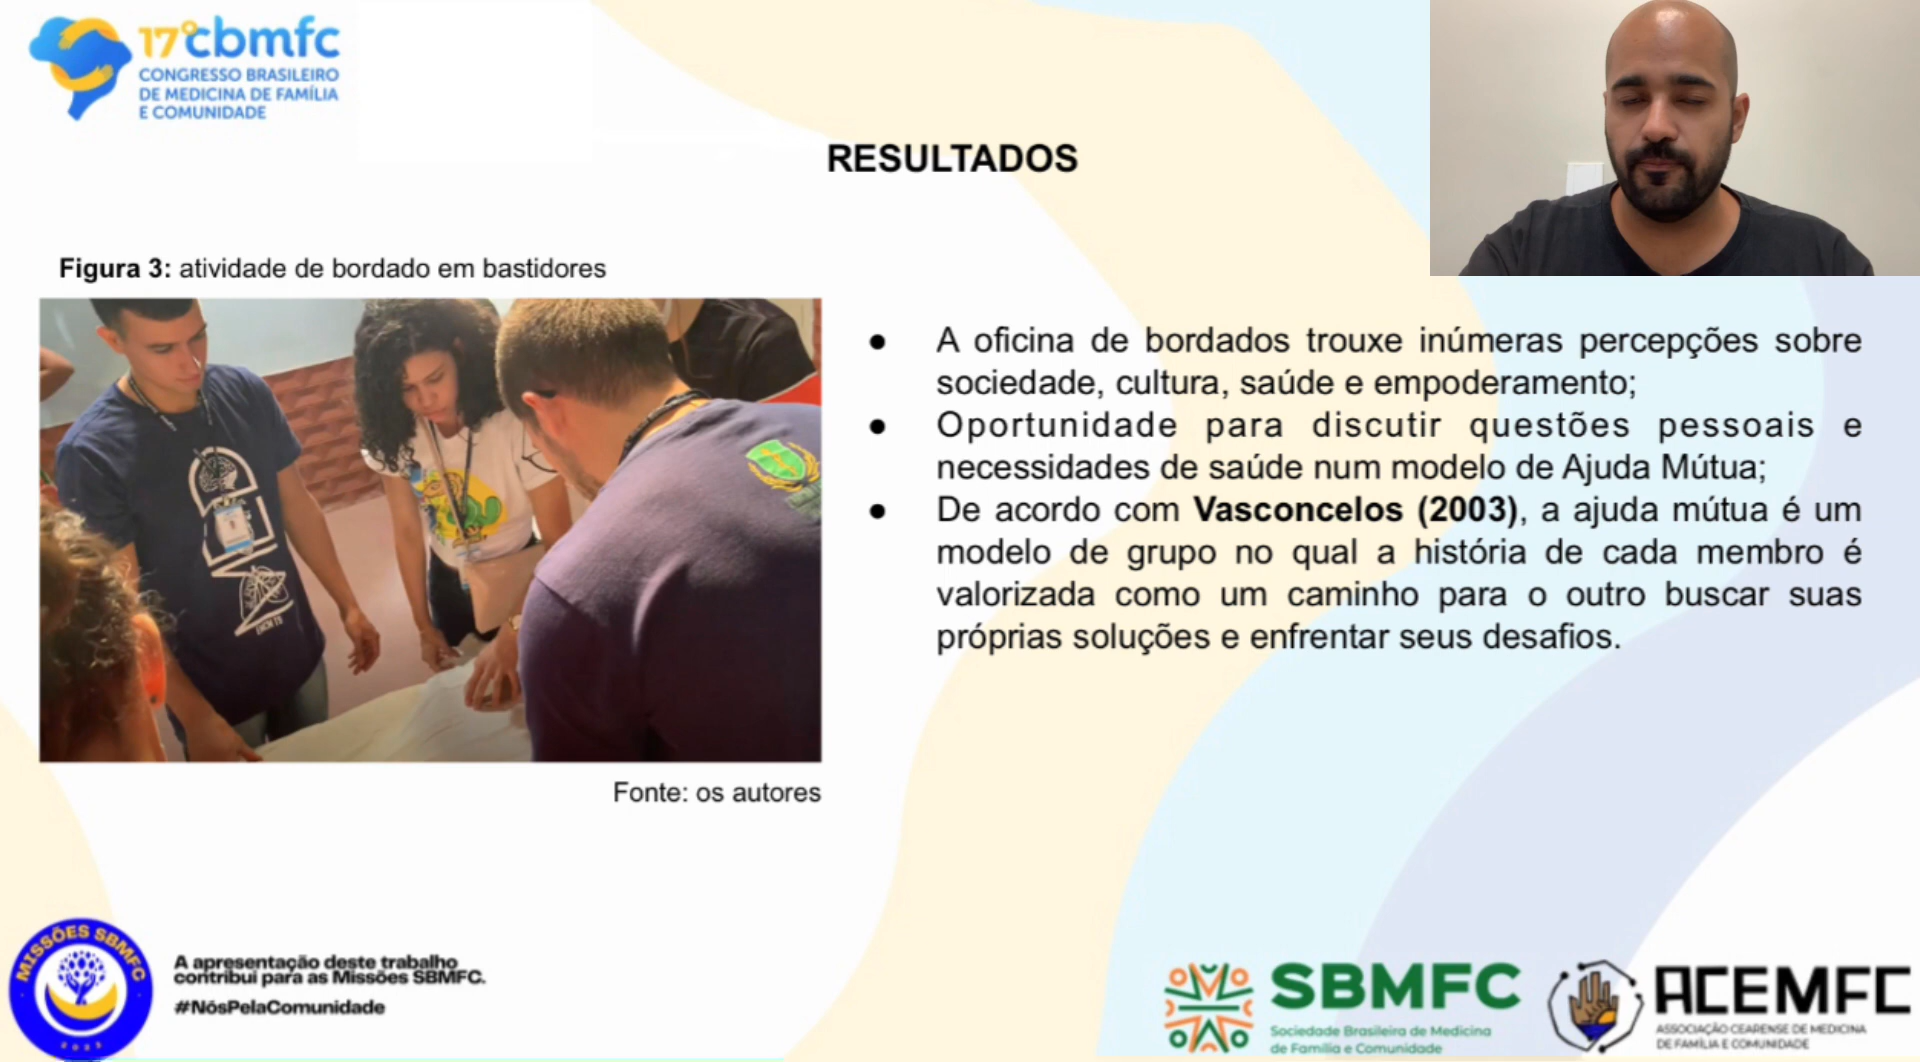 17ºcbmfc
CONGRESSO BRASILEIRO
DE MEDICINA DE FAMÍLIA
E COMUNIDADE
RESULTADOS
Figura 3: atividade de bordado em bastidores
Fonte: os autores
● A oficina de bordados trouxe inúmeras percepções sobre
sociedade, cultura, saúde e empoderamento;
● Oportunidade para discutir questões pessoais e
necessidades de saúde num modelo de Ajuda Mútua;
● De acordo com Vasconcelos (2003), a ajuda mútua é um
modelo de grupo no qual a história de cada membro é
valorizada como um caminho para o outro buscar suas
próprias soluções e enfrentar seus desafios.
MISSÕES SBMFC
2023
A apresentação deste trabalho
contribui para as Missões SBMFC.
#NósPelaComunidade
SBMFC
Sociedade Brasileira de Medicina
de Família e Comunidade
ACEMFC
ASSOCIAÇÃO CEARENSE DE MEDICINA
DE FAMÍLIA E COMUNIDADE